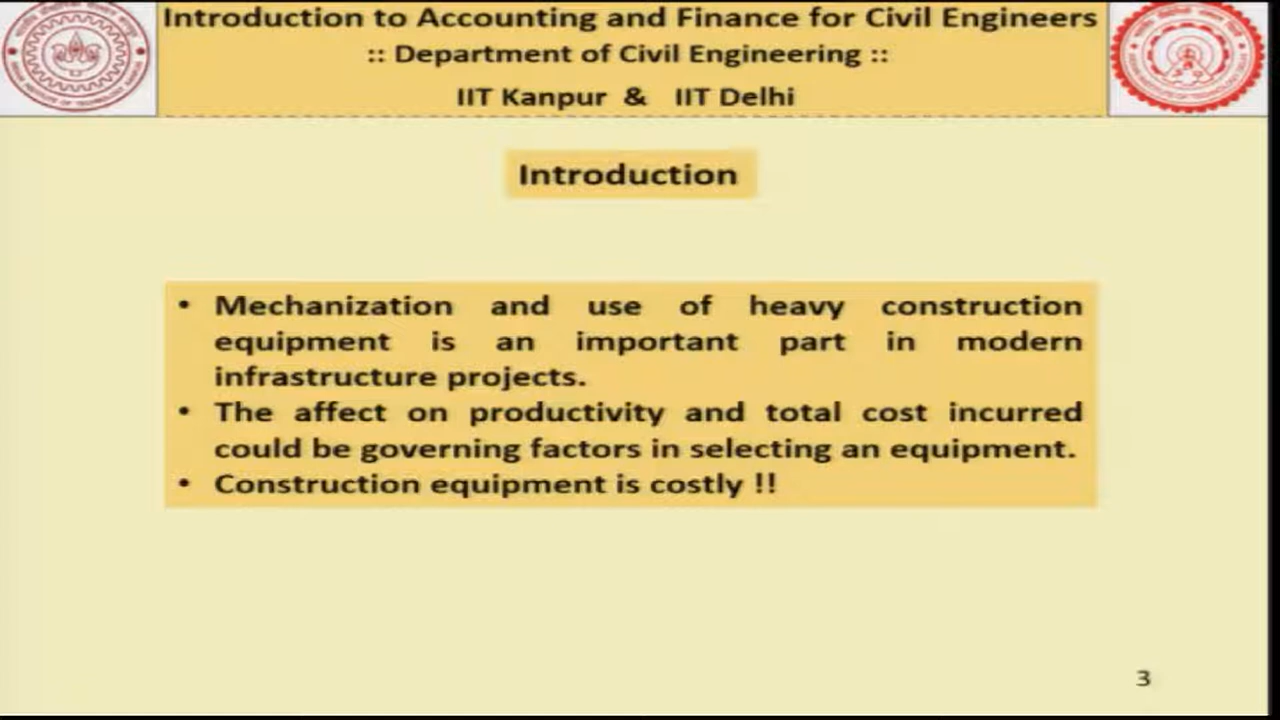 Introduction to Accounting and Finance for Civil Engineers
:: Department of Civil Engineering ::
IIT Kanpur & IIT Delhi
Introduction
• Mechanization and use of heavy construction
equipment is an important part in modern
infrastructure projects.
• The affect on productivity and total cost incurred
could be governing factors in selecting an equipment.
• Construction equipment is costly !!
3